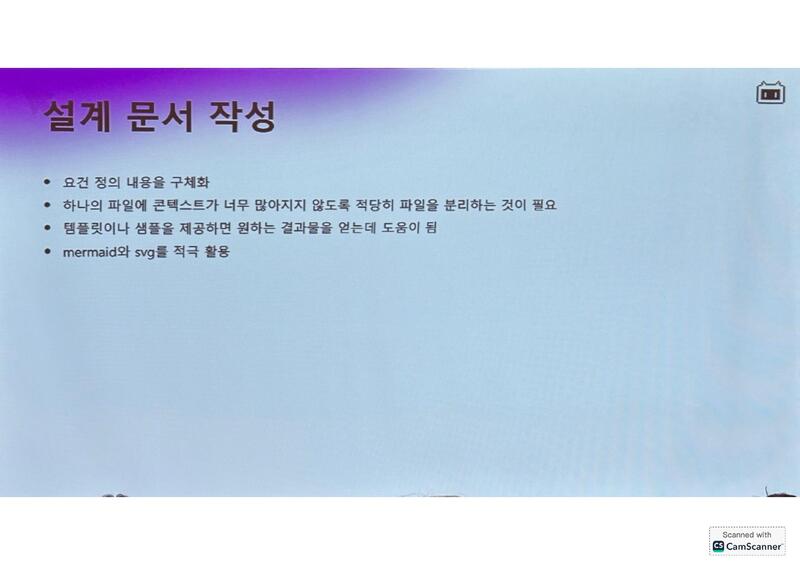 설계 문서 작성
• 요건 정의 내용을 구체화
• 하나의 파일에 콘텍스트가 너무 많아지지 않도록 적당히 파일을 분리하는 것이 필요
• 템플릿이나 샘플을 제공하면 원하는 결과물을 얻는데 도움이 됨
• mermaid와 svg를 적극 활용
Scanned with
CS CamScanner